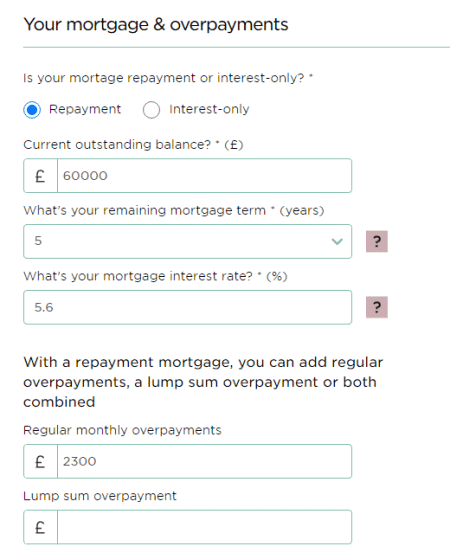 Your mortgage & overpayments
Is your mortage repayment or interest-only? *
Repayment Interest-only
Current outstanding balance? * (£)
£ 60000
What's your remaining mortgage term * (years)
5 ?
What's your mortgage interest rate? * (%)
5.6 ?
With a repayment mortgage, you can add regular
overpayments, a lump sum overpayment or both
combined
Regular monthly overpayments
£ 2300
Lump sum overpayment
£